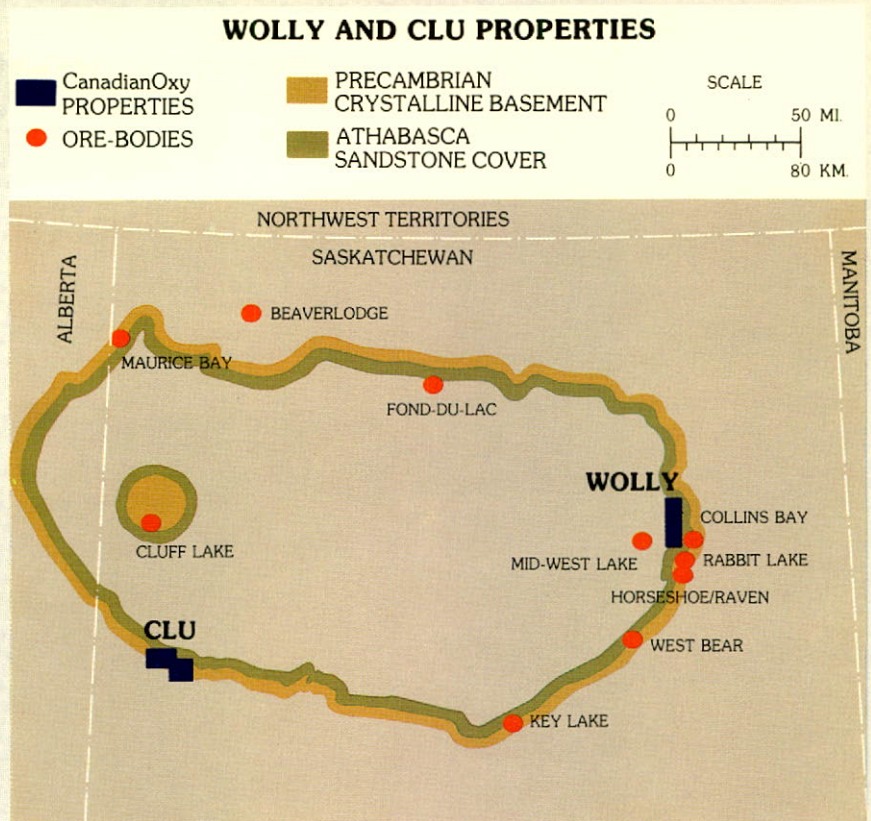 WOLLY AND CLU PROPERTIES
CanadianOxy
PROPERTIES
ORE-BODIES
PRECAMBRIAN
CRYSTALLINE BASEMENT
ATHABASCA
SANDSTONE COVER
SCALE
0 50 MI.
0 80 KM.
NORTHWEST TERRITORIES
SASKATCHEWAN
ALBERTA
MANITOBA
BEAVERLODGE
MAURICE BAY
FOND-DU-LAC
WOLLY
COLLINS BAY
CLUFF LAKE
MID-WEST LAKE
RABBIT LAKE
HORSESHOE/RAVEN
CLU
WEST BEAR
KEY LAKE